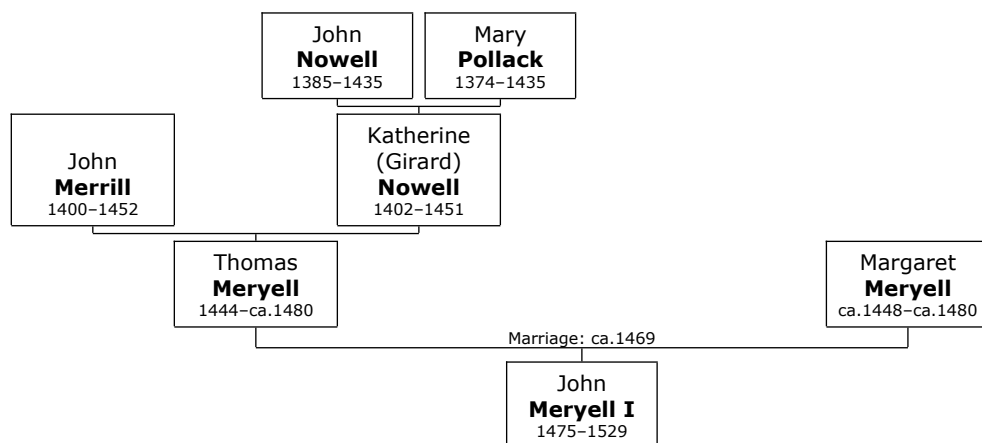 John
Nowell
1385–1435
Mary
Pollack
1374–1435
John
Merrill
1400–1452
Katherine
(Girard)
Nowell
1402–1451
Thomas
Meryell
1444–ca.1480
Margaret
Meryell
ca.1448–ca.1480
Marriage: ca.1469
John
Meryell I
1475–1529